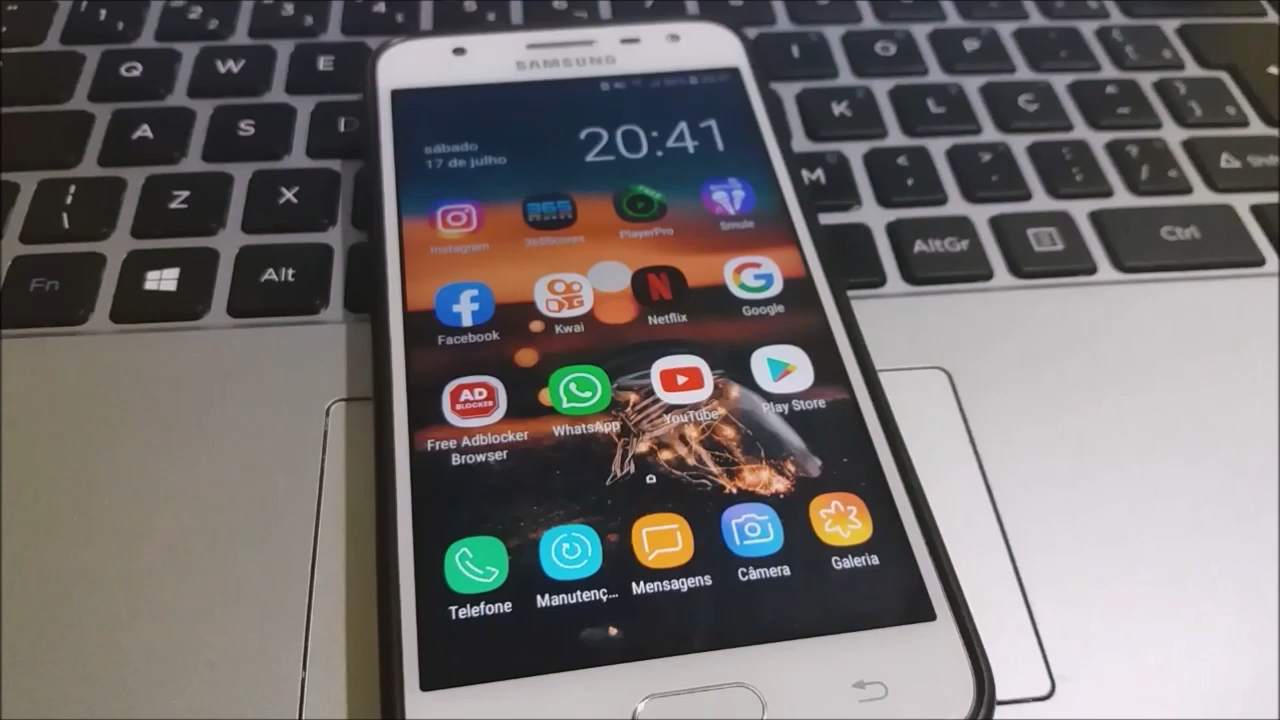 Q W E
I O P
SAMSUNG
A S D
K L Ç
sábado
17 de julho
20:41
Z X
M
Instagram 365Scores PlayerPro Smule
365
Fn Alt
AltGr Ctrl
Facebook Kwai Netflix Google
N
AD
BLOCKER
Free Adblocker
Browser
WhatsApp YouTube Play Store
Telefone Manutenç... Mensagens Câmera Galeria